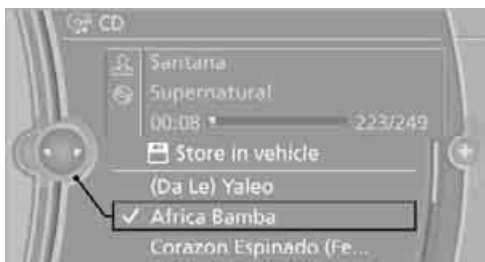 CD
Santana
Supernatural
00:08 223/249
Store in vehicle
(Da Le) Yaleo
Africa Bamba
Corazon Espinado (Fe...